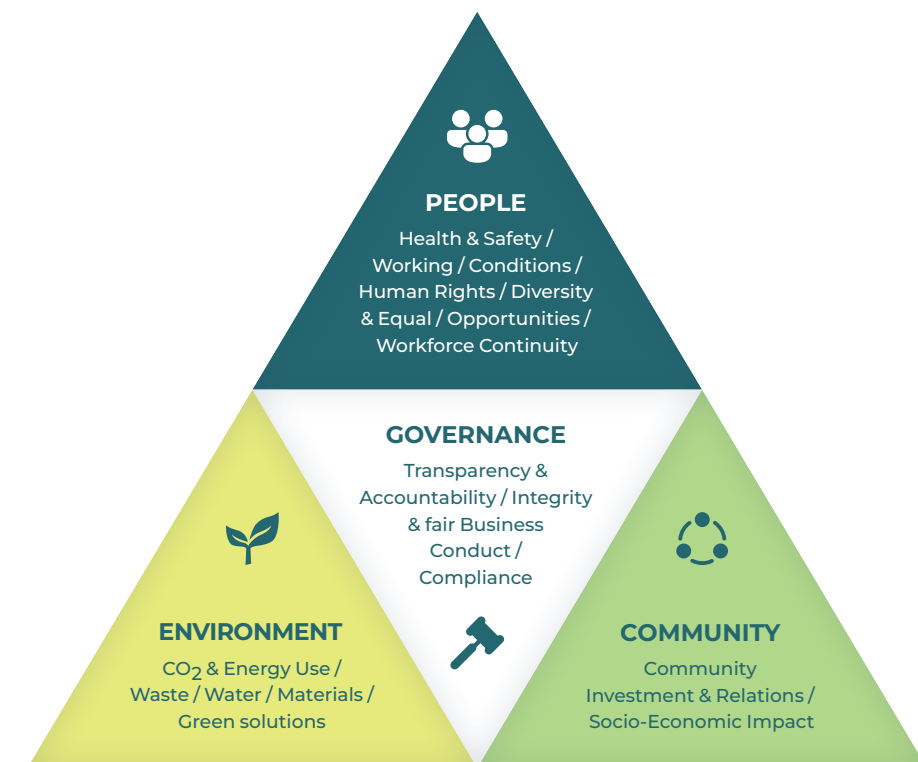 PEOPLE
Health & Safety /
Working / Conditions /
Human Rights / Diversity
& Equal / Opportunities /
Workforce Continuity
GOVERNANCE
Transparency &
Accountability / Integrity
& fair Business
Conduct /
Compliance
ENVIRONMENT
CO2 & Energy Use /
Waste / Water / Materials /
Green solutions
COMMUNITY
Community
Investment & Relations /
Socio-Economic Impact